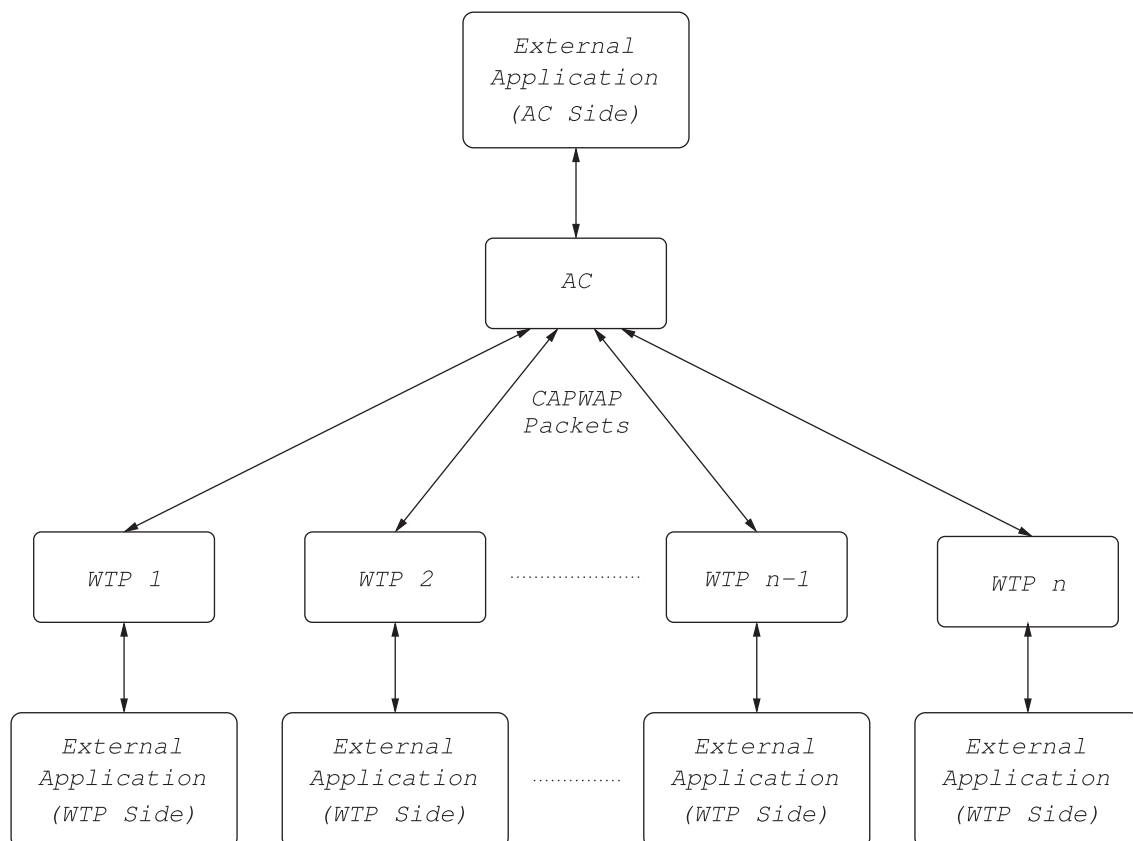 External
Application
(AC Side)
AC
CAPWAP
Packets
WTP 1
WTP 2
WTP n-1
WTP n
External
Application
(WTP Side)
External
Application
(WTP Side)
External
Application
(WTP Side)
External
Application
(WTP Side)